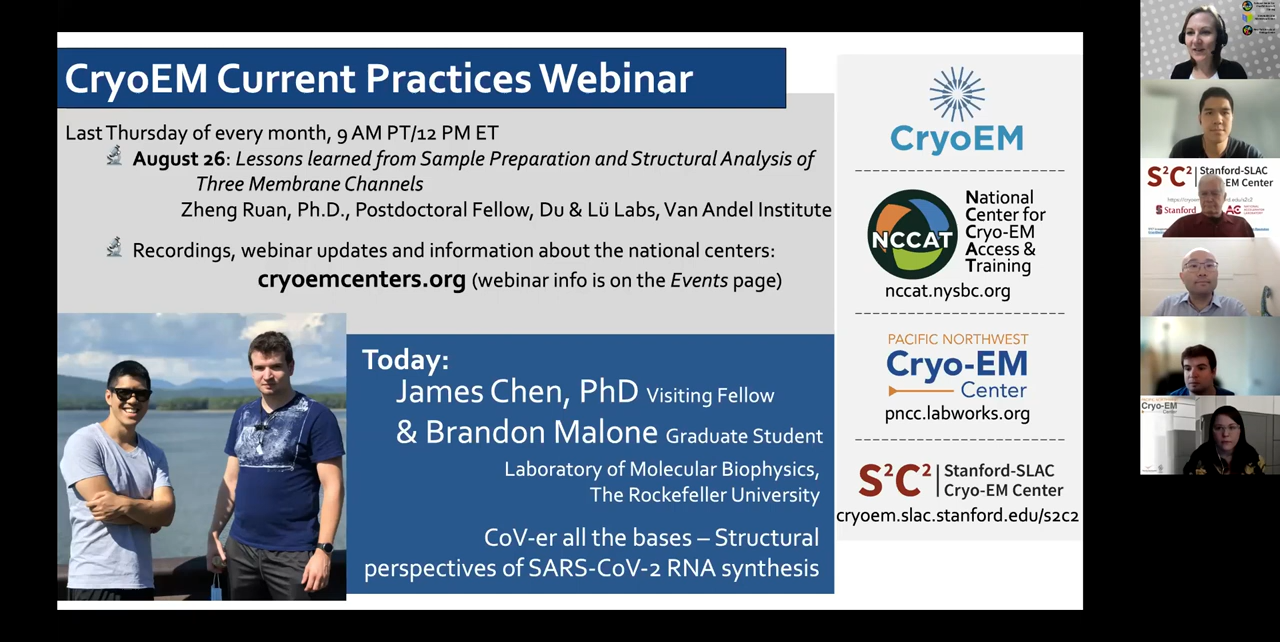 CryoEM Current Practices Webinar
Last Thursday of every month, 9 AM PT/12 PM ET
August 26: Lessons learned from Sample Preparation and Structural Analysis of
Three Membrane Channels
Zheng Ruan, Ph.D., Postdoctoral Fellow, Du & Lü Labs, Van Andel Institute
Recordings, webinar updates and information about the national centers:
cryoemcenters.org (webinar info is on the Events page)
Today:
James Chen, PhD Visiting Fellow
& Brandon Malone Graduate Student
Laboratory of Molecular Biophysics,
The Rockefeller University
CoV-er all the bases – Structural
perspectives of SARS-CoV-2 RNA synthesis
CryoEM
NCCAT
National
Center for
Cryo-EM
Access &
Training
nccat.nysbc.org
PACIFIC NORTHWEST
Cryo-EM
Center
pncc.labworks.org
S²C² Stanford-SLAC
Cryo-EM Center
cryoem.slac.stanford.edu/s2c2
S²C² Stanford-SLAC
EM Center
Stanford
Cryo-EM